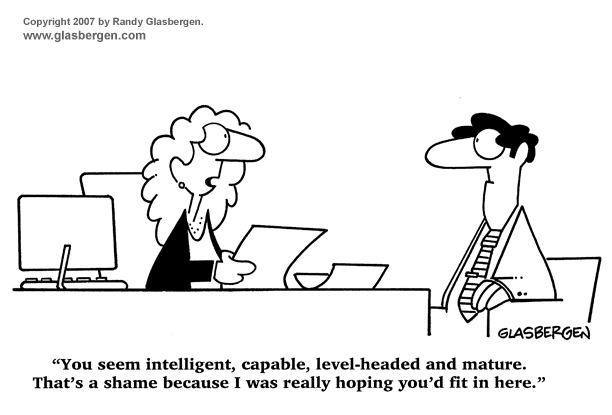 Copyright 2007 by Randy Glasbergen.
www.glasbergen.com
GLASBERGEN
“You seem intelligent, capable, level-headed and mature.
That’s a shame because I was really hoping you’d fit in here.”